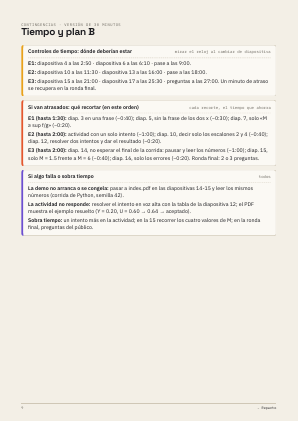 CONTINGENCIAS · VERSIÓN DE 30 MINUTOS
Tiempo y plan B
Controles de tiempo: dónde deberían estar
mirar el reloj al cambiar de diapositiva
E1: diapositiva 4 a las 2:50 · diapositiva 6 a las 6:10 · pase a las 9:00.
E2: diapositiva 10 a las 11:30 · diapositiva 13 a las 16:00 · pase a las 18:00.
E3: diapositiva 15 a las 21:00 · diapositiva 17 a las 25:30 · preguntas a las 27:00. Un minuto de atraso
se recupera en la ronda final.
Si van atrasados: qué recortar (en este orden)
cada recorte, el tiempo que ahorra
E1 (hasta 1:30): diap. 3 en una frase (−0:40); diap. 5, sin la frase de los dos x (−0:30); diap. 7, solo «M
≥ sup f/g» (−0:20).
E2 (hasta 2:00): actividad con un solo intento (−1:00); diap. 10, decir solo los escalones 2 y 4 (−0:40);
diap. 12, resolver dos intentos y dar el resultado (−0:20).
E3 (hasta 2:00): diap. 14, no esperar el final de la corrida: pausar y leer los números (−1:00); diap. 15,
solo M = 1.5 frente a M = 6 (−0:40); diap. 16, solo los errores (−0:20). Ronda final: 2 o 3 preguntas.
Si algo falla o sobra tiempo
todos
La demo no arranca o se congela: pasar a index.pdf en las diapositivas 14–15 y leer los mismos
números (corrida de Python, semilla 42).
La actividad no responde: resolver el intento en voz alta con la tabla de la diapositiva 12; el PDF
muestra el ejemplo resuelto (Y = 0.20, U = 0.60 → 0.64 → aceptado).
Sobra tiempo: un intento más en la actividad; en la 15 recorrer los cuatro valores de M; en la ronda
final, preguntas del público.
Repacho